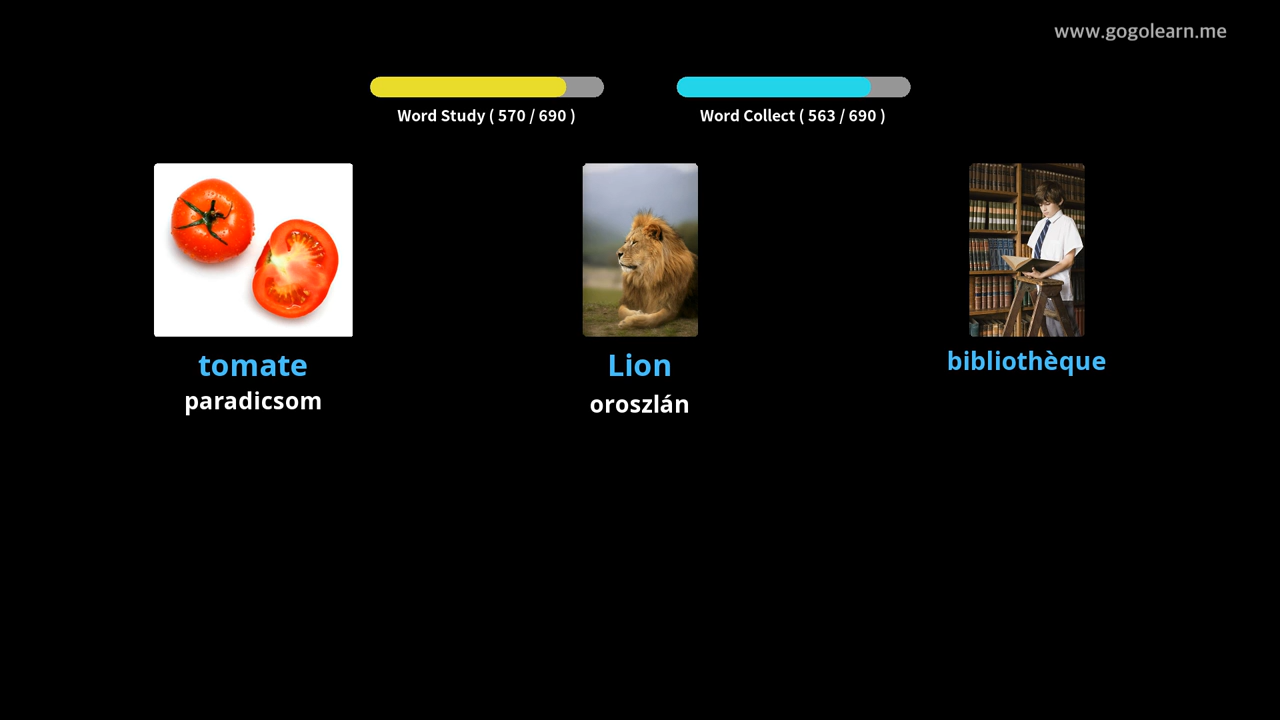 www.gogolearn.me
Word Study ( 570 / 690 )
Word Collect ( 563 / 690 )
tomate
paradicsom
Lion
oroszlán
bibliothèque